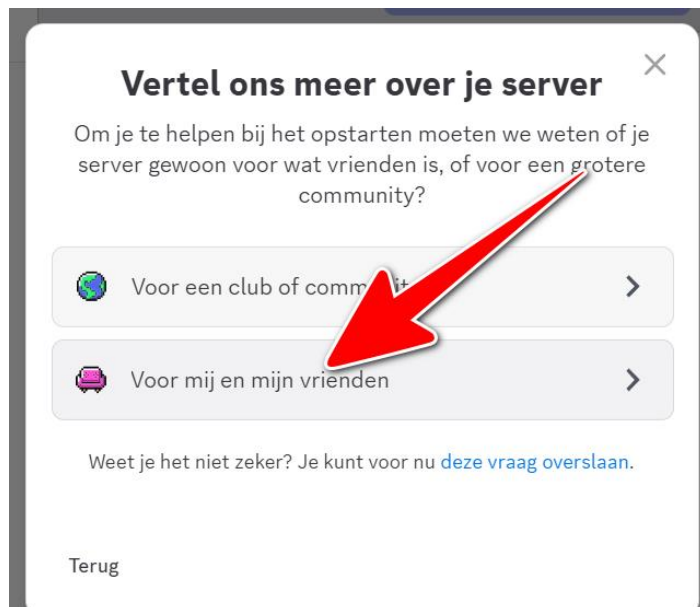 Vertel ons meer over je server
Om je te helpen bij het opstarten moeten we weten of je
server gewoon voor wat vrienden is, of voor een grotere
community?
Voor een club of community
Voor mij en mijn vrienden
Weet je het niet zeker? Je kunt voor nu deze vraag overslaan.
Terug